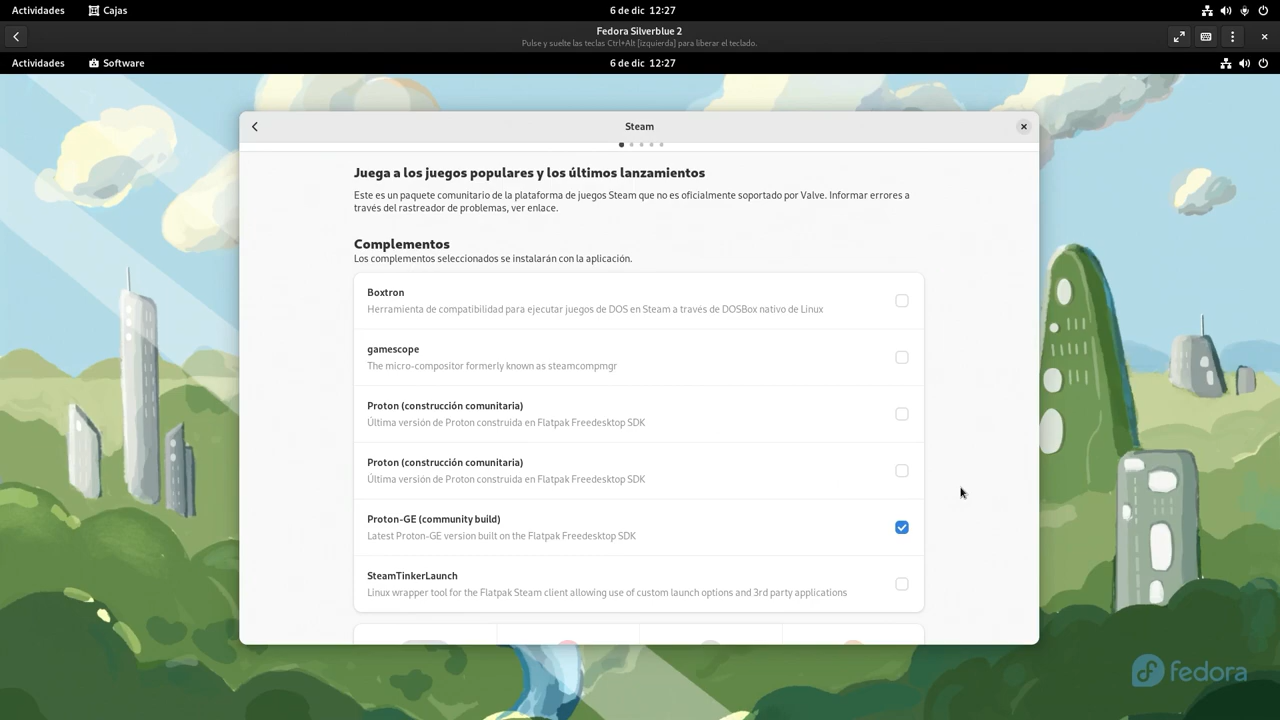 Actividades Cajas 6 de dic 12:27
Fedora Silverblue 2
Pulse y suelte las teclas Ctrl+Alt [izquierda] para liberar el teclado.
Actividades Software 6 de dic 12:27
Steam
Juega a los juegos populares y los últimos lanzamientos
Este es un paquete comunitario de la plataforma de juegos Steam que no es oficialmente soportado por Valve. Informar errores a
través del rastreador de problemas, ver enlace.
Complementos
Los complementos seleccionados se instalarán con la aplicación.
Boxtron
Herramienta de compatibilidad para ejecutar juegos de DOS en Steam a través de DOSBox nativo de Linux
gamescope
The micro-compositor formerly known as steamcompmgr
Proton (construcción comunitaria)
Última versión de Proton construida en Flatpak Freedesktop SDK
Proton (construcción comunitaria)
Última versión de Proton construida en Flatpak Freedesktop SDK
Proton-GE (community build)
Latest Proton-GE version built on the Flatpak Freedesktop SDK
SteamTinkerLaunch
Linux wrapper tool for the Flatpak Steam client allowing use of custom launch options and 3rd party applications
fedora